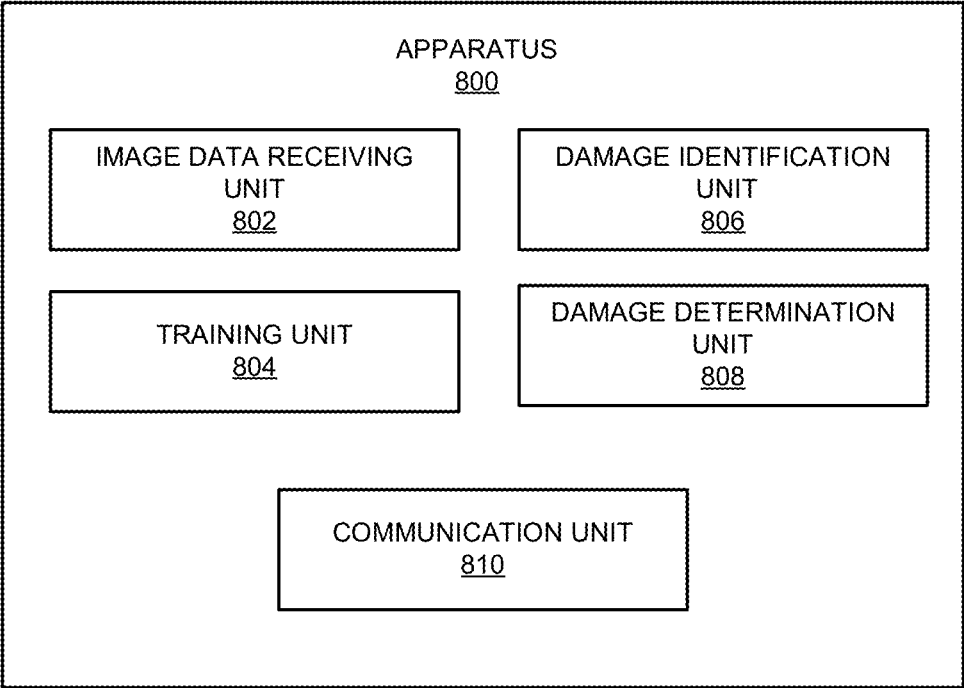 APPARATUS
800
IMAGE DATA RECEIVING
UNIT
802
DAMAGE IDENTIFICATION
UNIT
806
TRAINING UNIT
804
DAMAGE DETERMINATION
UNIT
808
COMMUNICATION UNIT
810